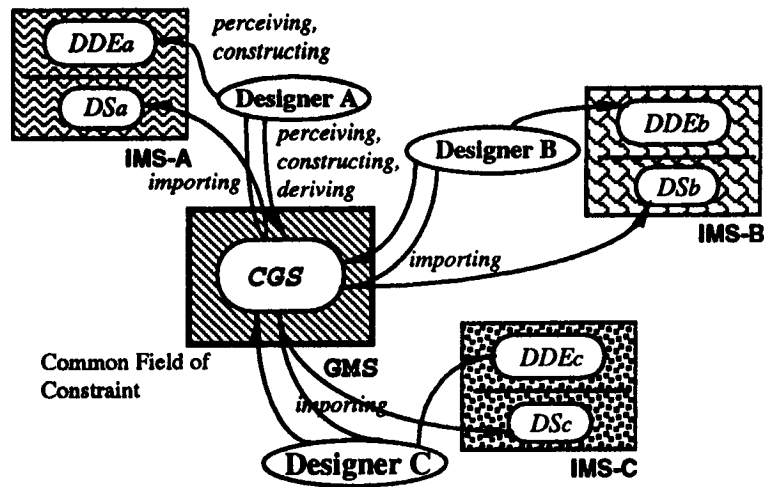 perceiving,
constructing
DDEa
DSa
Designer A
IMS-A
importing
perceiving,
constructing,
deriving
Designer B
DDEb
DSb
IMS-B
importing
CGS
GMS
Common Field of
Constraint
importing
DDEc
DSc
Designer C
IMS-C